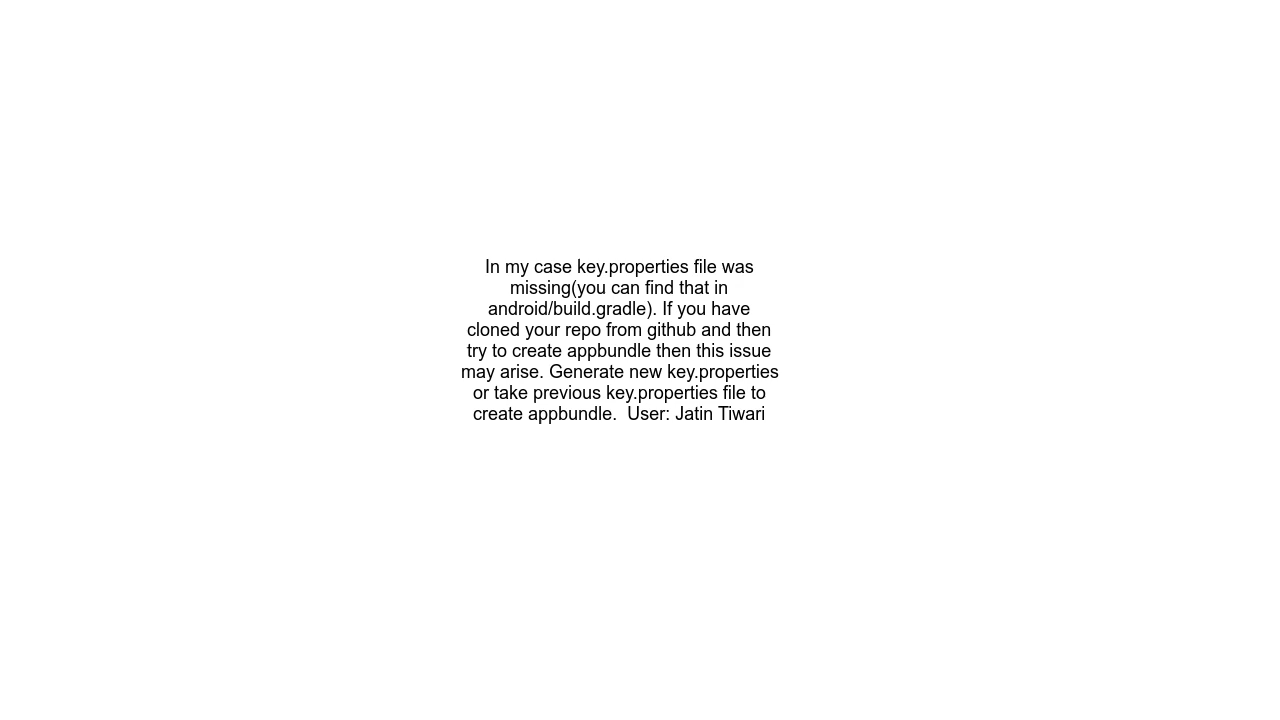 In my case key.properties file was
missing(you can find that in
android/build.gradle). If you have
cloned your repo from github and then
try to create appbundle then this issue
may arise. Generate new key.properties
or take previous key.properties file to
create appbundle.  User: Jatin Tiwari